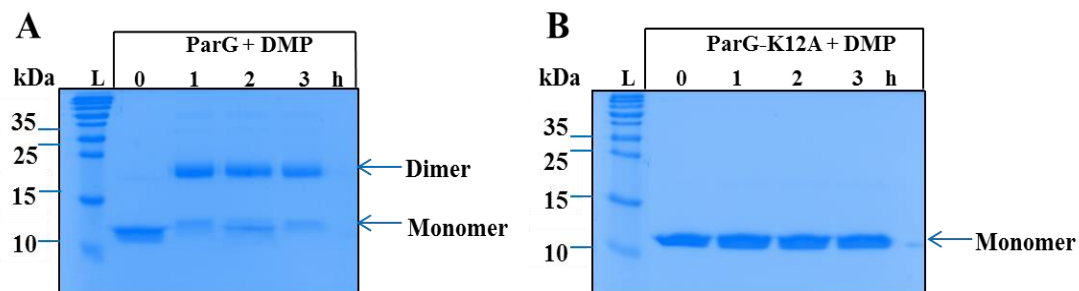 A
ParG + DMP
kDa L 0 1 2 3 h
35
25
15
10
Dimer
Monomer
B
ParG-K12A + DMP
kDa L 0 1 2 3 h
35
25
15
10
Monomer